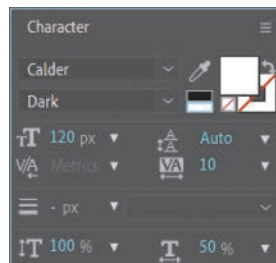 Character
Calder
Dark
120 px Auto
Metrics 10
- px
100 % 50 %